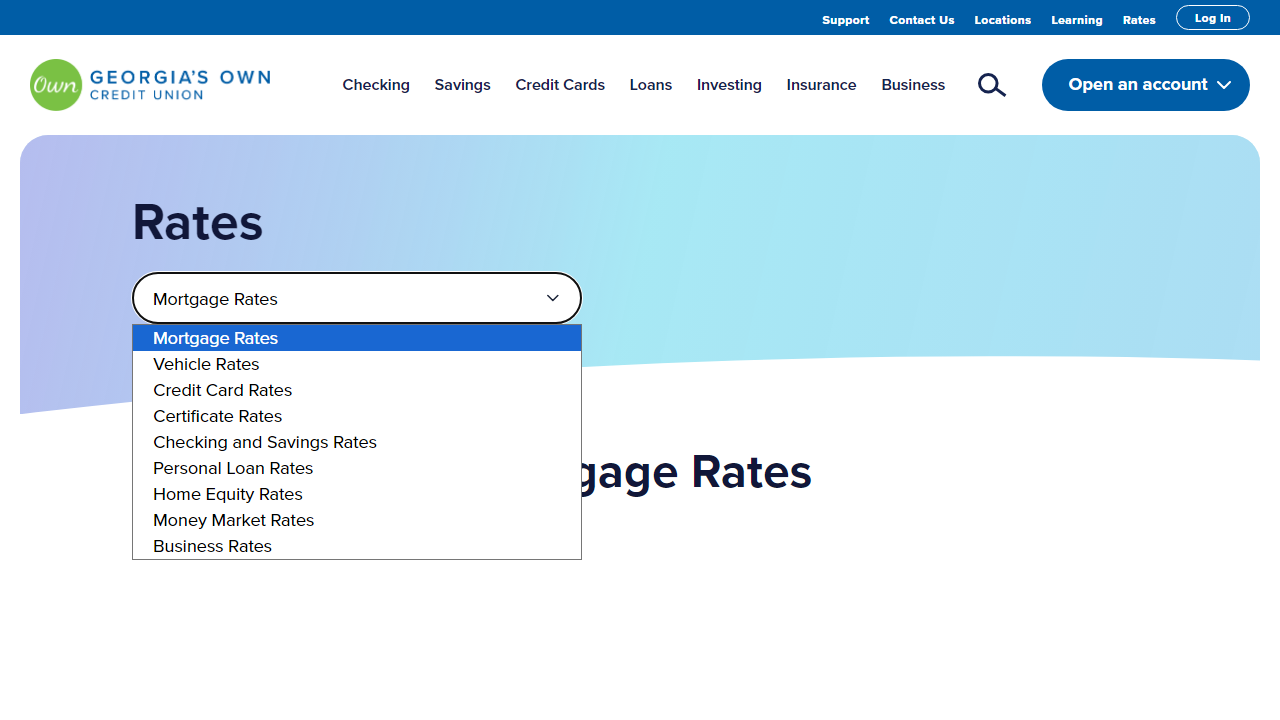 Support Contact Us Locations Learning Rates Log In
Own GEORGIA'S OWN
CREDIT UNION
Checking Savings Credit Cards Loans Investing Insurance Business Open an account
Rates
Mortgage Rates
Mortgage Rates
Vehicle Rates
Credit Card Rates
Certificate Rates
Checking and Savings Rates
Personal Loan Rates
Home Equity Rates
Money Market Rates
Business Rates
gage Rates